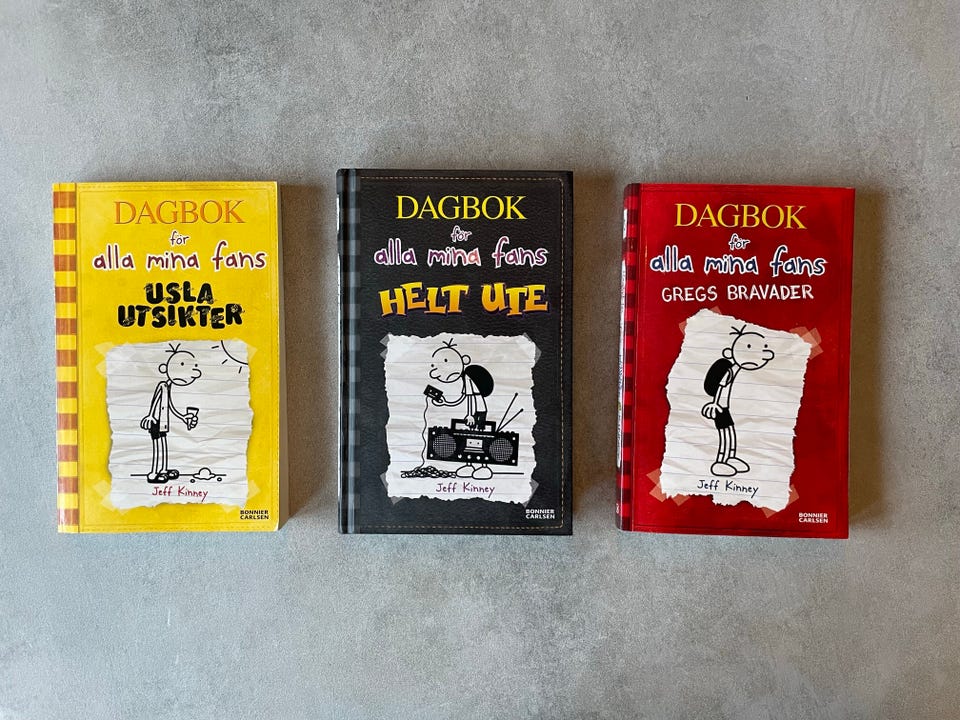 DAGBOK
för
alla mina fans
USLA
UTSIKTER
Jeff Kinney
BONNIER
CARLSEN
DAGBOK
för
alla mina fans
HELT UTE
Jeff Kinney
BONNIER
CARLSEN
DAGBOK
för
alla mina fans
GREGS BRAVADER
Jeff Kinney
BONNIER
CARLSEN